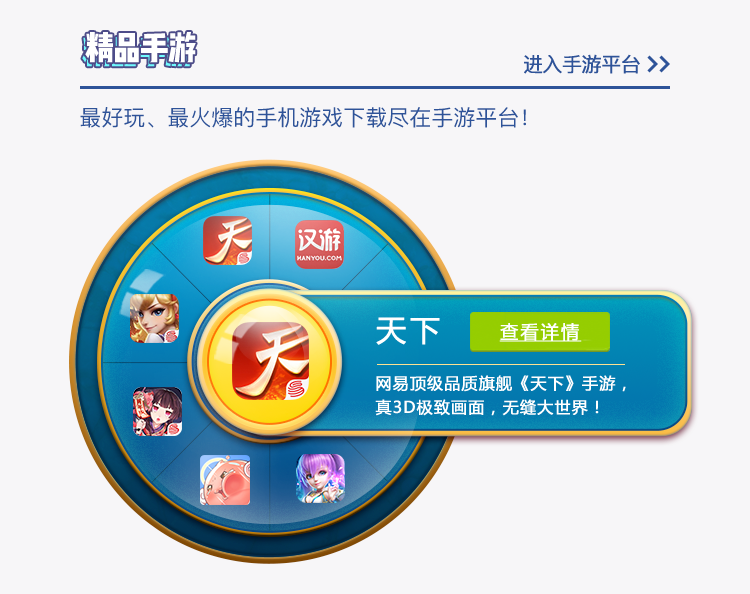 精品手游
进入手游平台
最好玩、最火爆的手机游戏下载尽在手游平台！
天
汉游
HANYOU.COM
天下
查看详情
天
网易顶级品质旗舰《天下》手游，
真3D极致画面，无缝大世界！